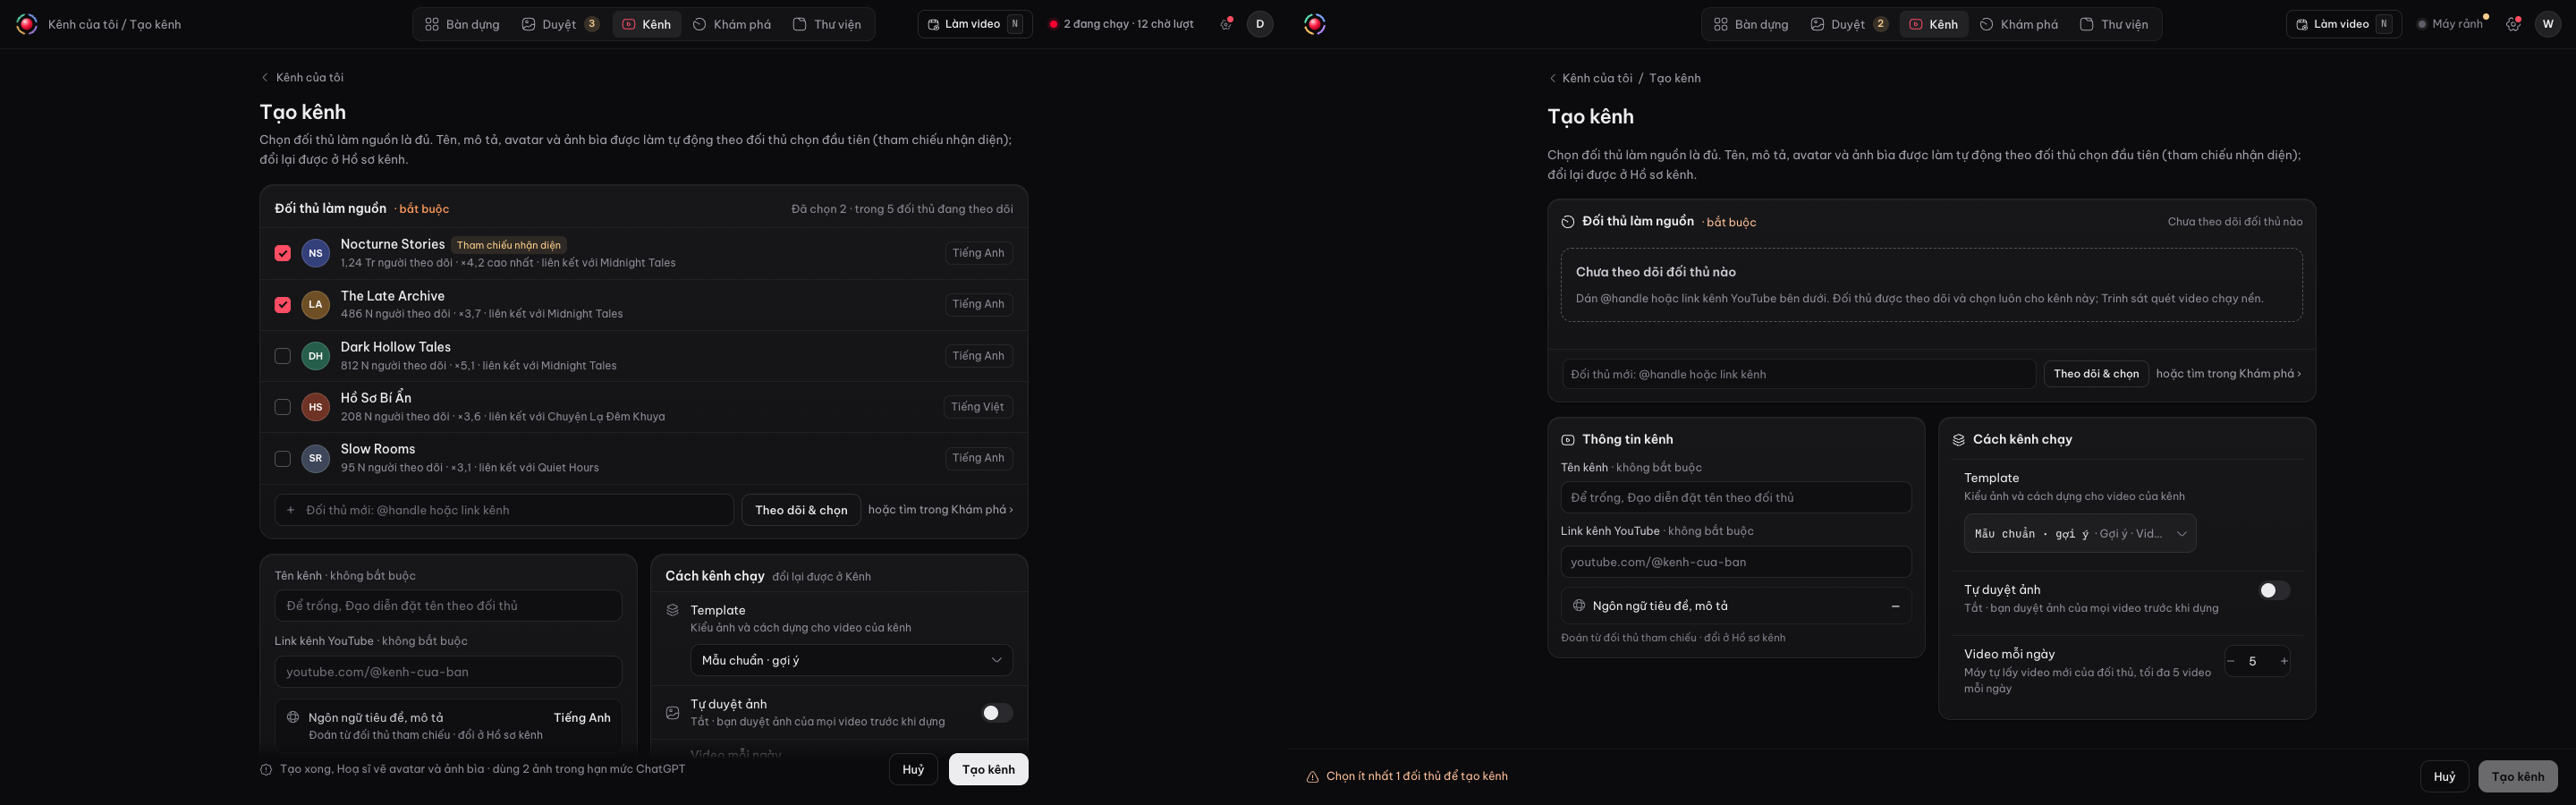 Kênh của tôi / Tạo kênh
Bàn dựng
Duyệt 3
Kênh
Khám phá
Thư viện
Làm video N
2 đang chạy · 12 chờ lượt
D
Kênh của tôi
Tạo kênh
Chọn đối thủ làm nguồn là đủ. Tên, mô tả, avatar và ảnh bìa được làm tự động theo đối thủ chọn đầu tiên (tham chiếu nhận diện);
đổi lại được ở Hồ sơ kênh.
Đối thủ làm nguồn · bắt buộc
Đã chọn 2 · trong 5 đối thủ đang theo dõi
NS
Nocturne Stories Tham chiếu nhận diện
1,24 Tr người theo dõi · ×4,2 cao nhất · liên kết với Midnight Tales
Tiếng Anh
LA
The Late Archive
486 N người theo dõi · ×3,7 · liên kết với Midnight Tales
Tiếng Anh
DH
Dark Hollow Tales
812 N người theo dõi · ×5,1 · liên kết với Midnight Tales
Tiếng Anh
HS
Hồ Sơ Bí Ẩn
208 N người theo dõi · ×3,6 · liên kết với Chuyện Lạ Đêm Khuya
Tiếng Việt
SR
Slow Rooms
95 N người theo dõi · ×3,1 · liên kết với Quiet Hours
Tiếng Anh
+ Đối thủ mới: @handle hoặc link kênh
Theo dõi & chọn
hoặc tìm trong Khám phá ›
Tên kênh · không bắt buộc
Để trống, Đạo diễn đặt tên theo đối thủ
Link kênh YouTube · không bắt buộc
youtube.com/@kenh-cua-ban
Ngôn ngữ tiêu đề, mô tả
Tiếng Anh
Đoán từ đối thủ tham chiếu · đổi ở Hồ sơ kênh
Cách kênh chạy đổi lại được ở Kênh
Template
Kiểu ảnh và cách dựng cho video của kênh
Mẫu chuẩn · gợi ý
Tự duyệt ảnh
Tắt · bạn duyệt ảnh của mọi video trước khi dựng
Video mỗi ngày
Tạo xong, Hoạ sĩ vẽ avatar và ảnh bìa · dùng 2 ảnh trong hạn mức ChatGPT
Huỷ
Tạo kênh
Bàn dựng
Duyệt 2
Kênh
Khám phá
Thư viện
Làm video N
Máy rảnh
W
Kênh của tôi / Tạo kênh
Tạo kênh
Chọn đối thủ làm nguồn là đủ. Tên, mô tả, avatar và ảnh bìa được làm tự động theo đối thủ chọn đầu tiên (tham chiếu nhận diện);
đổi lại được ở Hồ sơ kênh.
Đối thủ làm nguồn · bắt buộc
Chưa theo dõi đối thủ nào
Chưa theo dõi đối thủ nào
Dán @handle hoặc link kênh YouTube bên dưới. Đối thủ được theo dõi và chọn luôn cho kênh này; Trinh sát quét video chạy nền.
Đối thủ mới: @handle hoặc link kênh
Theo dõi & chọn
hoặc tìm trong Khám phá ›
Thông tin kênh
Tên kênh · không bắt buộc
Để trống, Đạo diễn đặt tên theo đối thủ
Link kênh YouTube · không bắt buộc
youtube.com/@kenh-cua-ban
Ngôn ngữ tiêu đề, mô tả
–
Đoán từ đối thủ tham chiếu · đổi ở Hồ sơ kênh
Cách kênh chạy
Template
Kiểu ảnh và cách dựng cho video của kênh
Mẫu chuẩn · gợi ý · Gợi ý · Vid...
Tự duyệt ảnh
Tắt · bạn duyệt ảnh của mọi video trước khi dựng
Video mỗi ngày
Máy tự lấy video mới của đối thủ, tối đa 5 video
mỗi ngày
− 5 +
Chọn ít nhất 1 đối thủ để tạo kênh
Huỷ
Tạo kênh